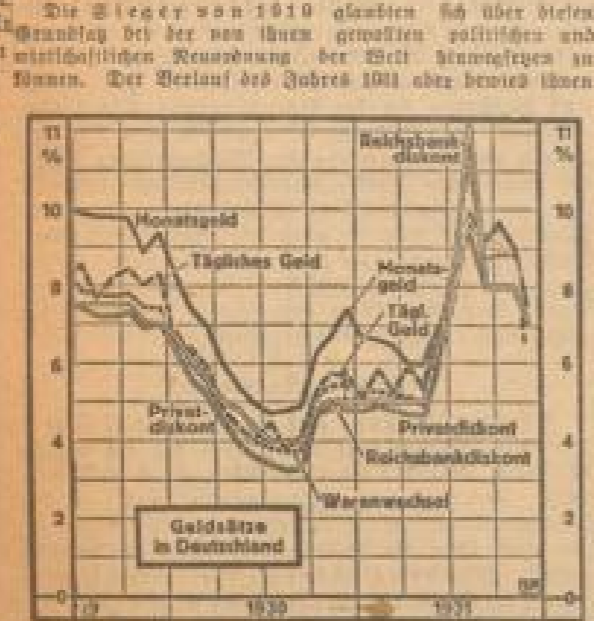 Die Sieger von 1919 glaubten sich über diesen
Grundsatz bei der von ihnen gewollten politischen und
wirtschaftlichen Neuordnung der Welt hinwegsetzen zu
können. Der Verlauf des Jahres 1931 aber bewies ihnen
11
%
10
8
6
4
2
0
11
%
10
8
6
4
2
0
Reichsbank-
diskont
Monatsgeld
Tägliches Geld
Monats-
geld
Tägl.
Geld
Privat-
diskont
Privatdiskont
Reichsbankdiskont
Warenwechsel
Geldsätze
in Deutschland
1930
1931